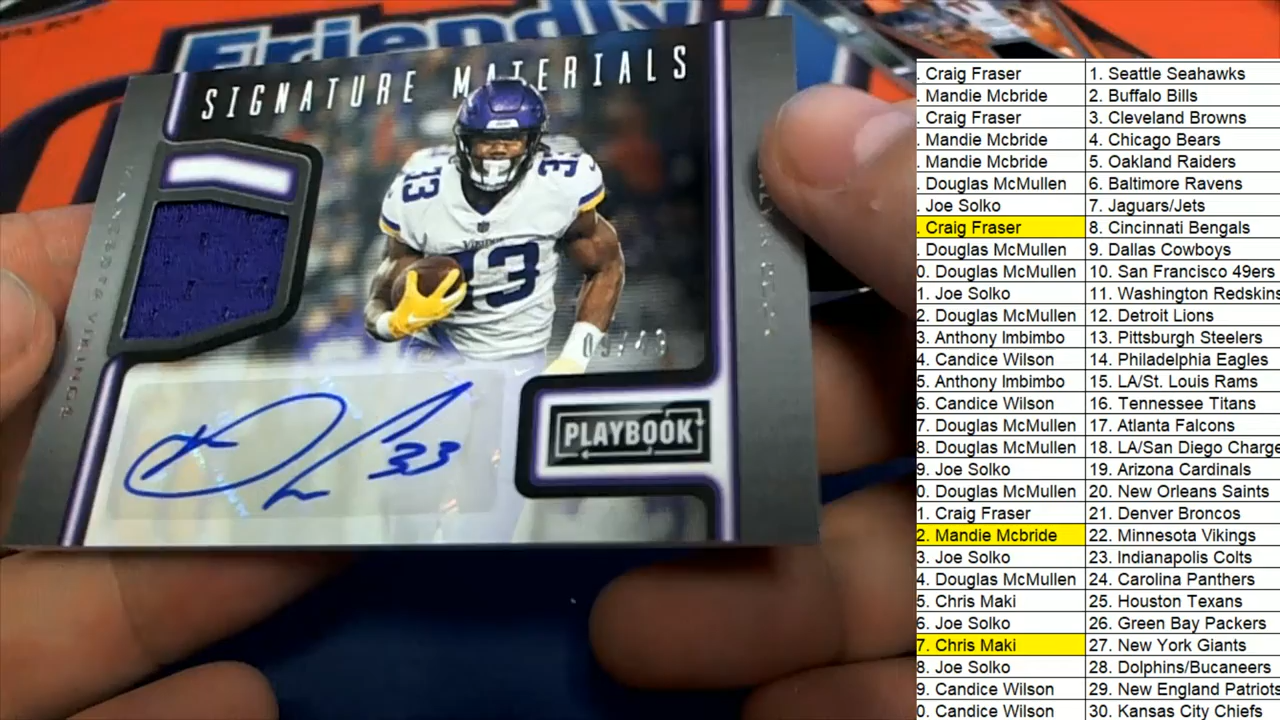 Friendly
SIGNATURE MATERIALS
33
33
Vikings
33
PLAYBOOK
33
. Craig Fraser 1. Seattle Seahawks
. Mandie Mcbride 2. Buffalo Bills
. Craig Fraser 3. Cleveland Browns
. Mandie Mcbride 4. Chicago Bears
. Mandie Mcbride 5. Oakland Raiders
. Douglas McMullen 6. Baltimore Ravens
. Joe Solko 7. Jaguars/Jets
. Craig Fraser 8. Cincinnati Bengals
. Douglas McMullen 9. Dallas Cowboys
0. Douglas McMullen 10. San Francisco 49ers
1. Joe Solko 11. Washington Redskins
2. Douglas McMullen 12. Detroit Lions
3. Anthony Imbimbo 13. Pittsburgh Steelers
4. Candice Wilson 14. Philadelphia Eagles
5. Anthony Imbimbo 15. LA/St. Louis Rams
6. Candice Wilson 16. Tennessee Titans
7. Douglas McMullen 17. Atlanta Falcons
8. Douglas McMullen 18. LA/San Diego Charge
9. Joe Solko 19. Arizona Cardinals
0. Douglas McMullen 20. New Orleans Saints
1. Craig Fraser 21. Denver Broncos
2. Mandie Mcbride 22. Minnesota Vikings
3. Joe Solko 23. Indianapolis Colts
4. Douglas McMullen 24. Carolina Panthers
5. Chris Maki 25. Houston Texans
6. Joe Solko 26. Green Bay Packers
7. Chris Maki 27. New York Giants
8. Joe Solko 28. Dolphins/Bucaneers
9. Candice Wilson 29. New England Patriots
0. Candice Wilson 30. Kansas City Chiefs